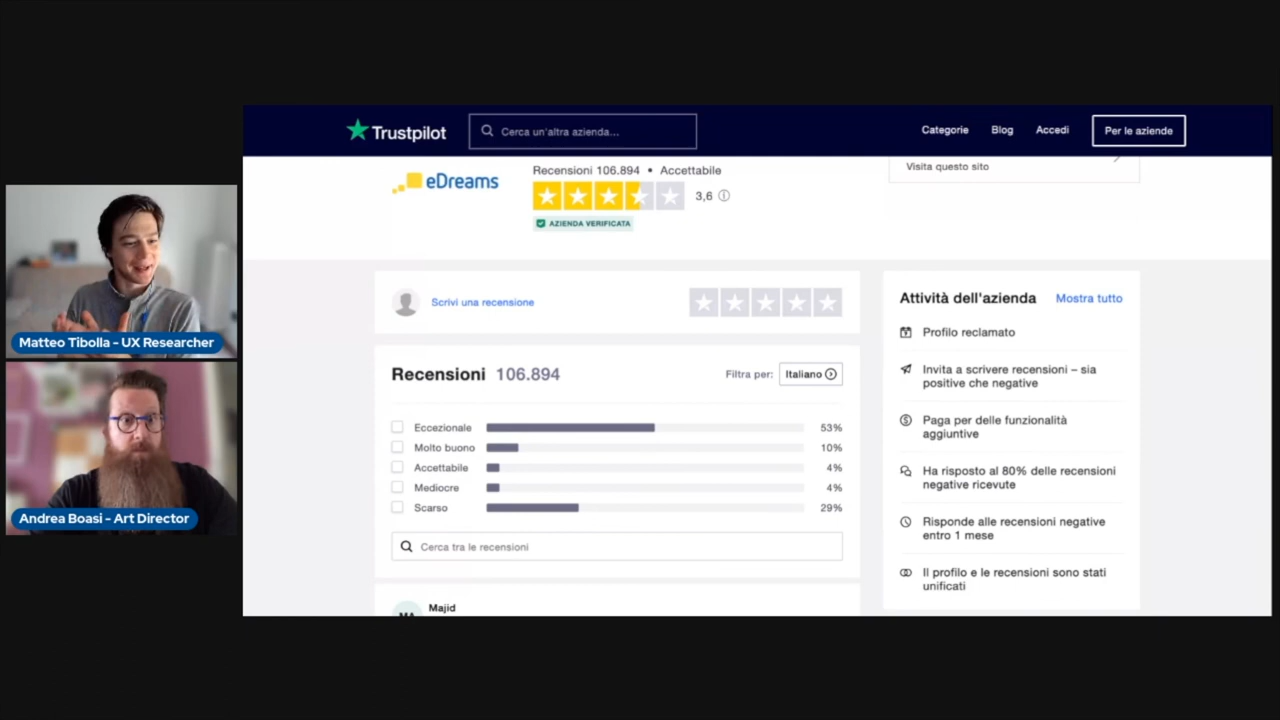 Trustpilot
Cerca un'altra azienda...
Categorie
Blog
Accedi
Per le aziende
eDreams
Recensioni 106.894 • Accettabile
3,6
AZIENDA VERIFICATA
Visita questo sito
Matteo Tibolla - UX Researcher
Andrea Boasi - Art Director
Scrivi una recensione
Recensioni 106.894
Filtra per: Italiano
Eccezionale 53%
Molto buono 10%
Accettabile 4%
Mediocre 4%
Scarso 29%
Cerca tra le recensioni
Majid
Attività dell'azienda Mostra tutto
Profilo reclamato
Invita a scrivere recensioni – sia
positive che negative
Paga per delle funzionalità
aggiuntive
Ha risposto al 80% delle recensioni
negative ricevute
Risponde alle recensioni negative
entro 1 mese
Il profilo e le recensioni sono stati
unificati